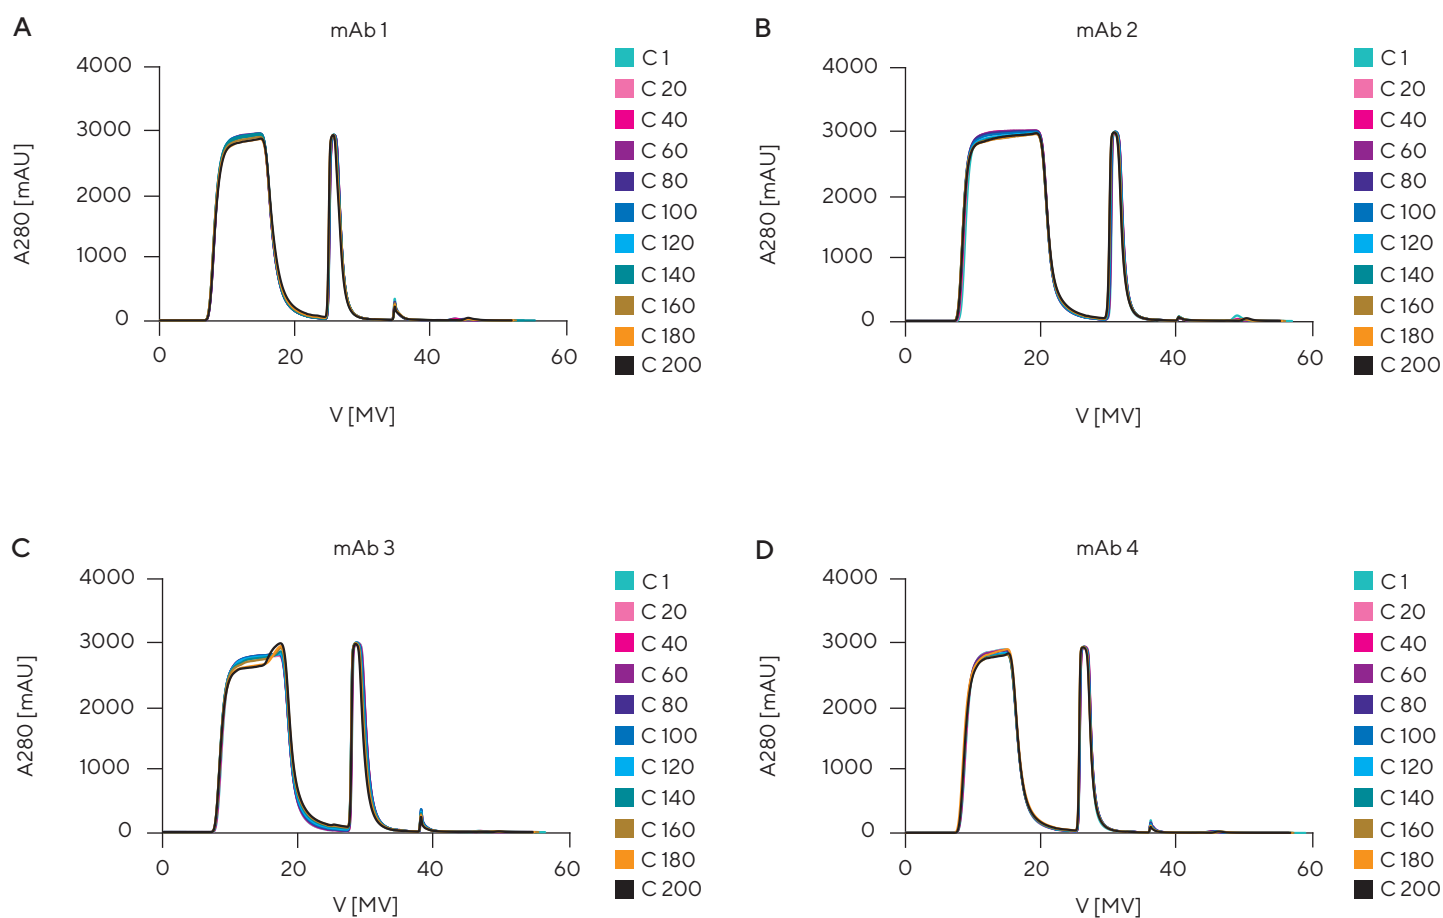 A
mAb 1
4000
3000
2000
1000
0
0
20
40
60
A280 [mAU]
V [MV]
C 1
C 20
C 40
C 60
C 80
C 100
C 120
C 140
C 160
C 180
C 200
B
mAb 2
4000
3000
2000
1000
0
0
20
40
60
A280 [mAU]
V [MV]
C 1
C 20
C 40
C 60
C 80
C 100
C 120
C 140
C 160
C 180
C 200
C
mAb 3
4000
3000
2000
1000
0
0
20
40
60
A280 [mAU]
V [MV]
C 1
C 20
C 40
C 60
C 80
C 100
C 120
C 140
C 160
C 180
C 200
D
mAb 4
4000
3000
2000
1000
0
0
20
40
60
A280 [mAU]
V [MV]
C 1
C 20
C 40
C 60
C 80
C 100
C 120
C 140
C 160
C 180
C 200